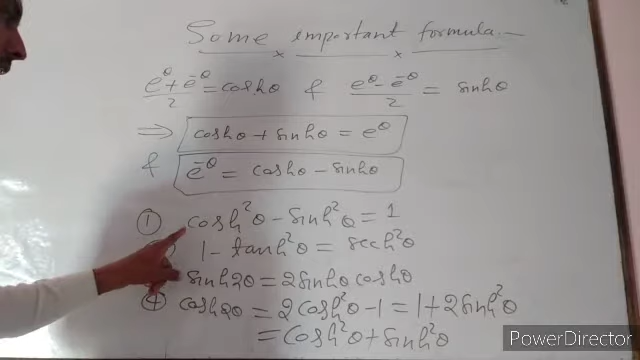 Some important formula.—
e^θ + e^-θ / 2 = coshθ & e^θ - e^-θ / 2 = sinhθ
⇒ coshθ + sinhθ = e^θ
& e^-θ = coshθ - sinhθ
① cosh²θ - sinh²θ = 1
1 - tanh²θ = sech²θ
sinh2θ = 2sinhθ coshθ
④ cosh2θ = 2cosh²θ - 1 = 1 + 2sinh²θ
= cosh²θ + sinh²θ
PowerDirector